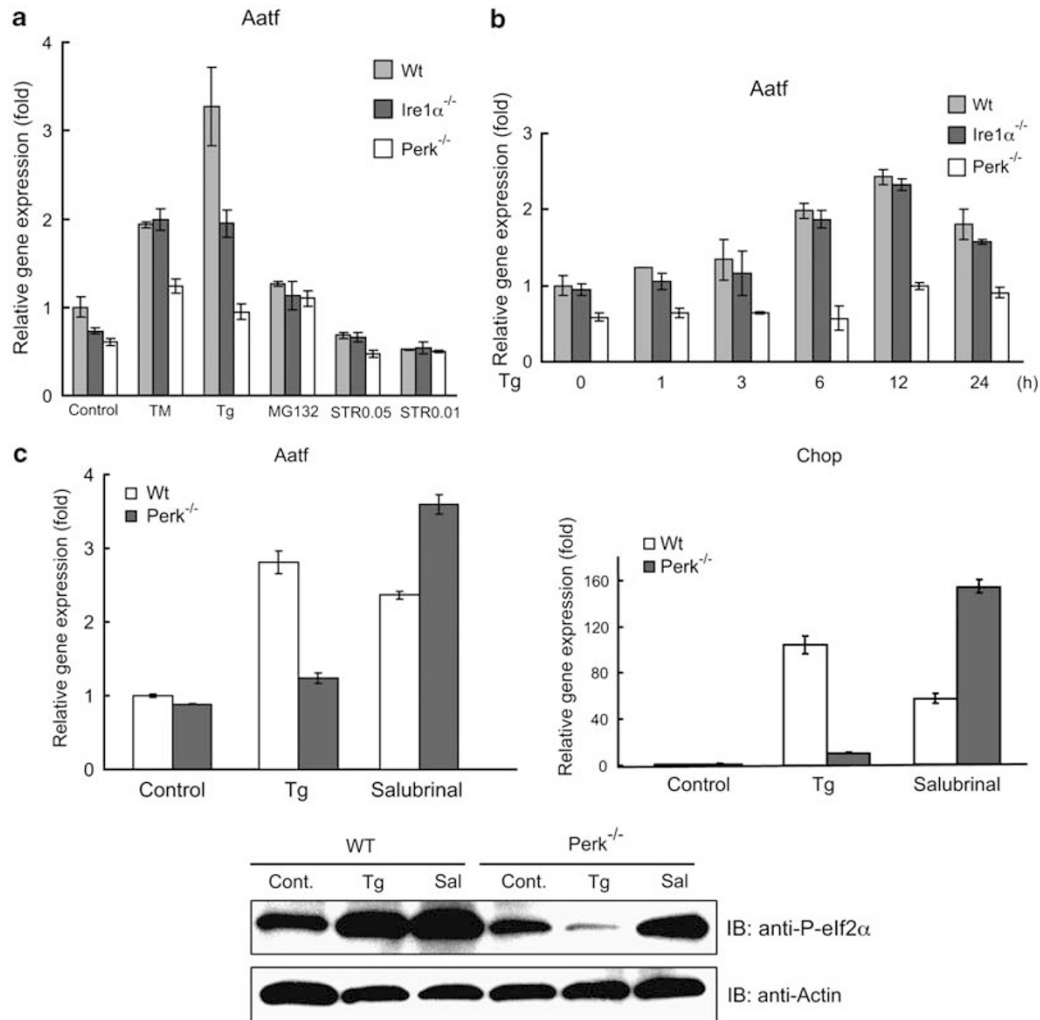 a
Aatf
Relative gene expression (fold)
4
3
2
1
0
Wt
Ire1α-/-
Perk-/-
Control TM Tg MG132 STR0.05 STR0.01
b
Aatf
Relative gene expression (fold)
3
2
1
0
Wt
Ire1α-/-
Perk-/-
Tg 0 1 3 6 12 24 (h)
c
Aatf
Relative gene expression (fold)
4
3
2
1
0
Wt
Perk-/-
Control Tg Salubrinal
Chop
Relative gene expression (fold)
160
120
80
40
0
Wt
Perk-/-
Control Tg Salubrinal
WT Perk-/-
Cont. Tg Sal Cont. Tg Sal
IB: anti-P-eIf2α
IB: anti-Actin